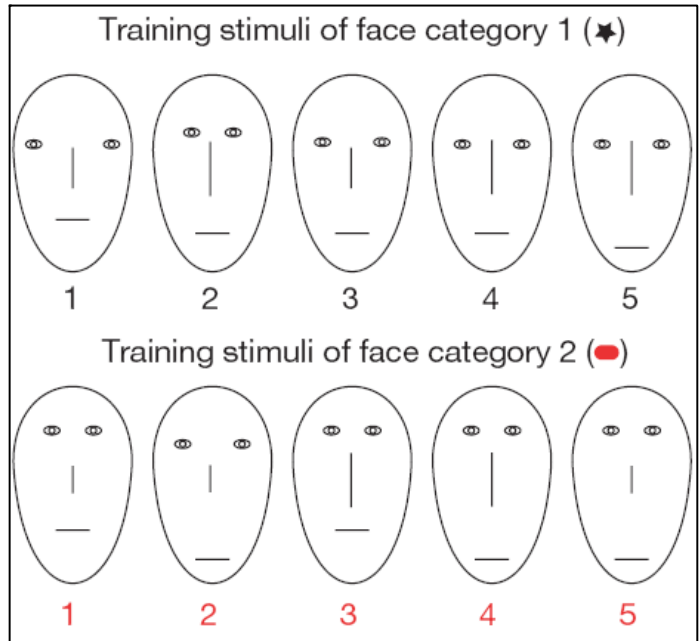 Training stimuli of face category 1 (★)
1 2 3 4 5
Training stimuli of face category 2 ()
1 2 3 4 5